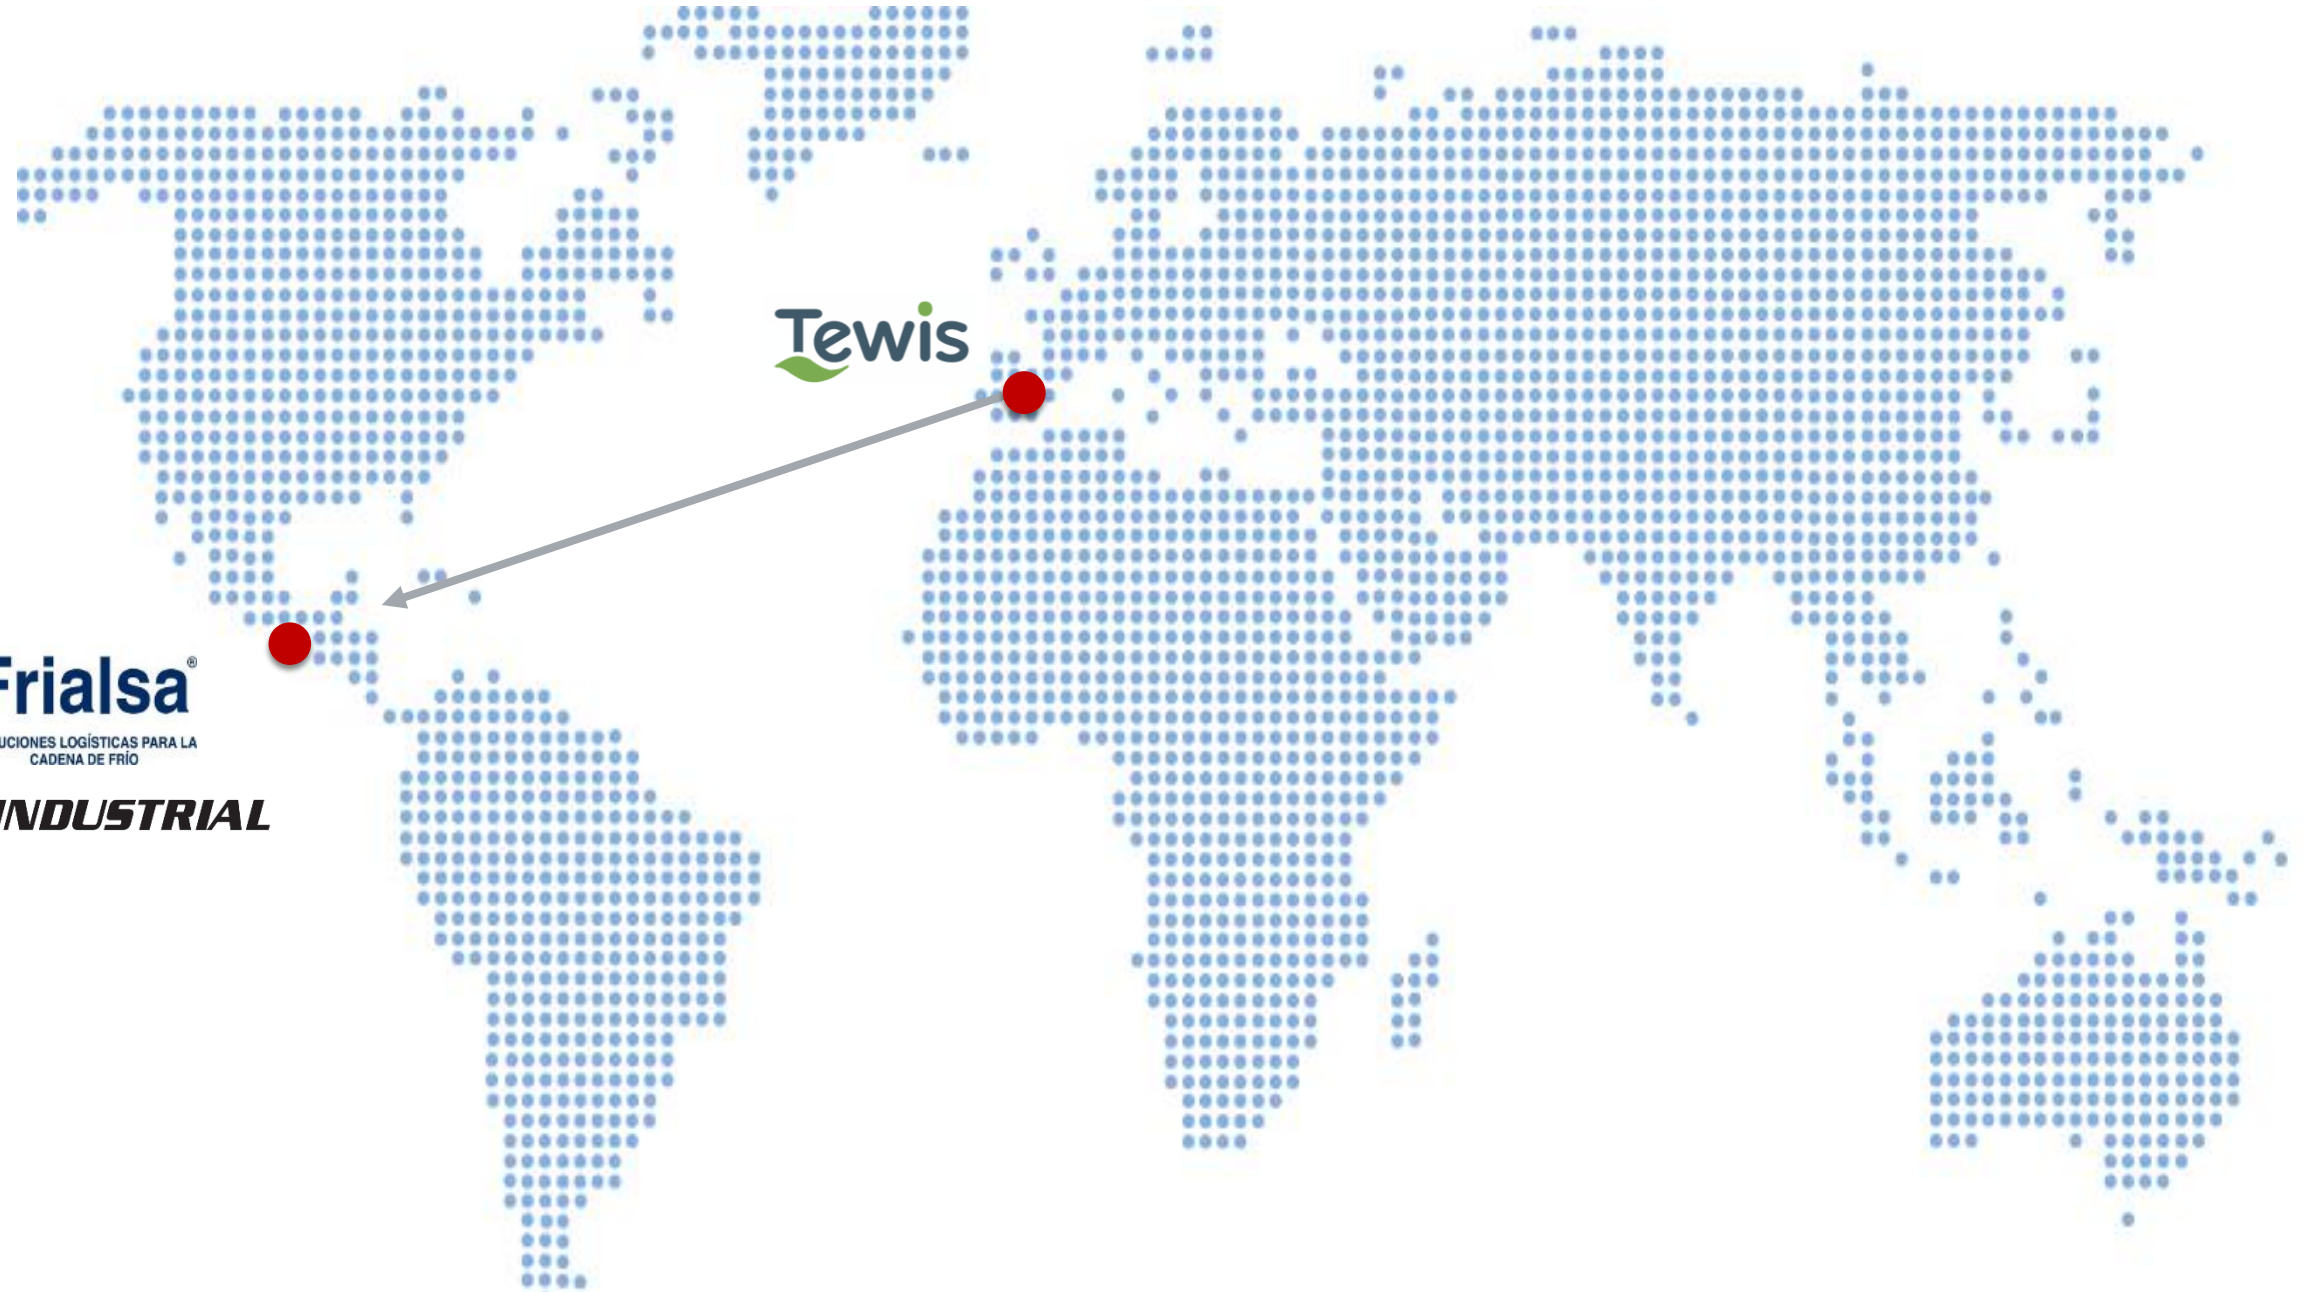 Tewis
Frialsa®
UCIONES LOGÍSTICAS PARA LA
CADENA DE FRÍO
INDUSTRIAL